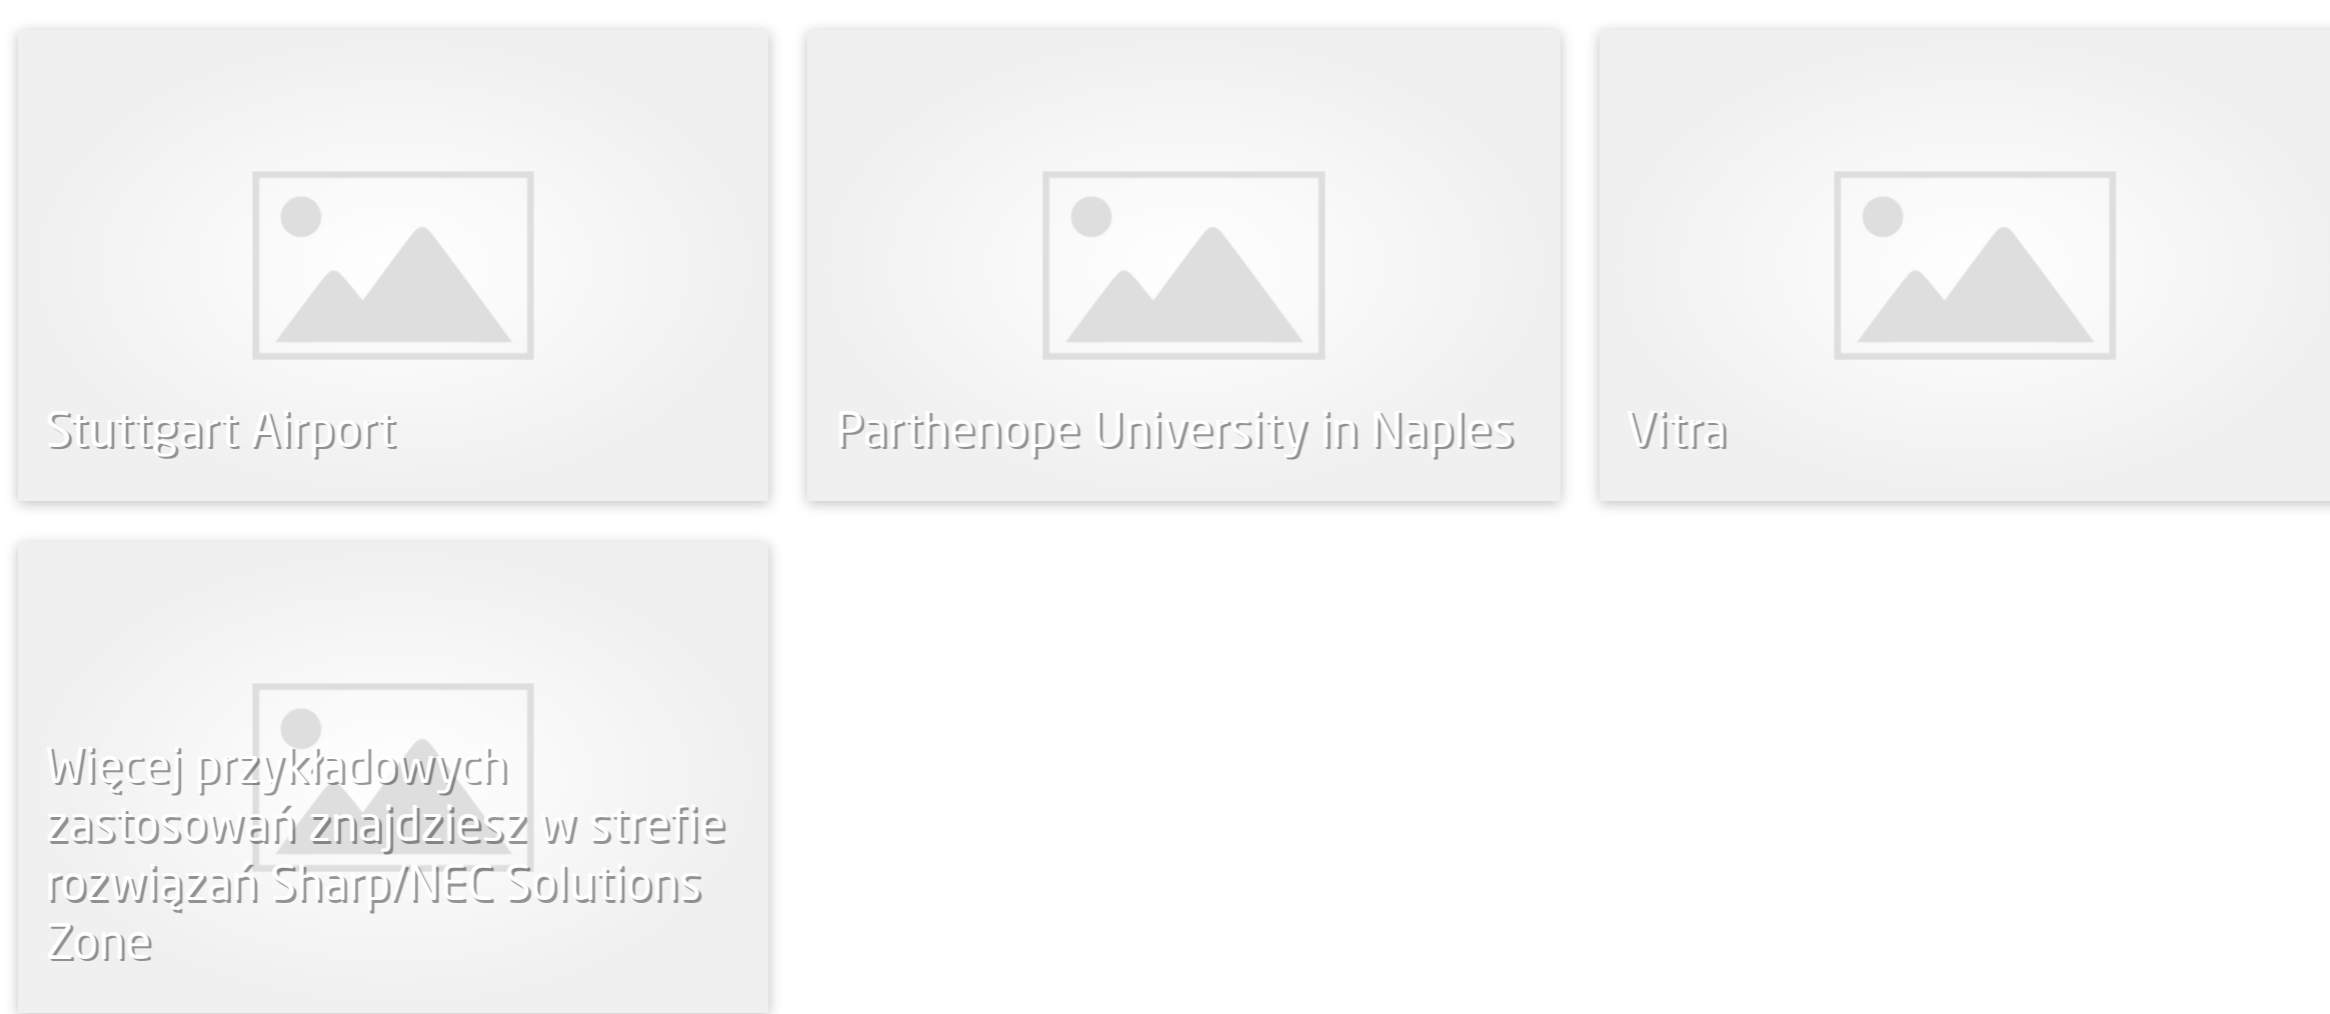 Stuttgart Airport
Parthenope University in Naples
Vitra
Więcej przykładowych
zastosowań znajdziesz w strefie
rozwiązań Sharp/NEC Solutions
Zone